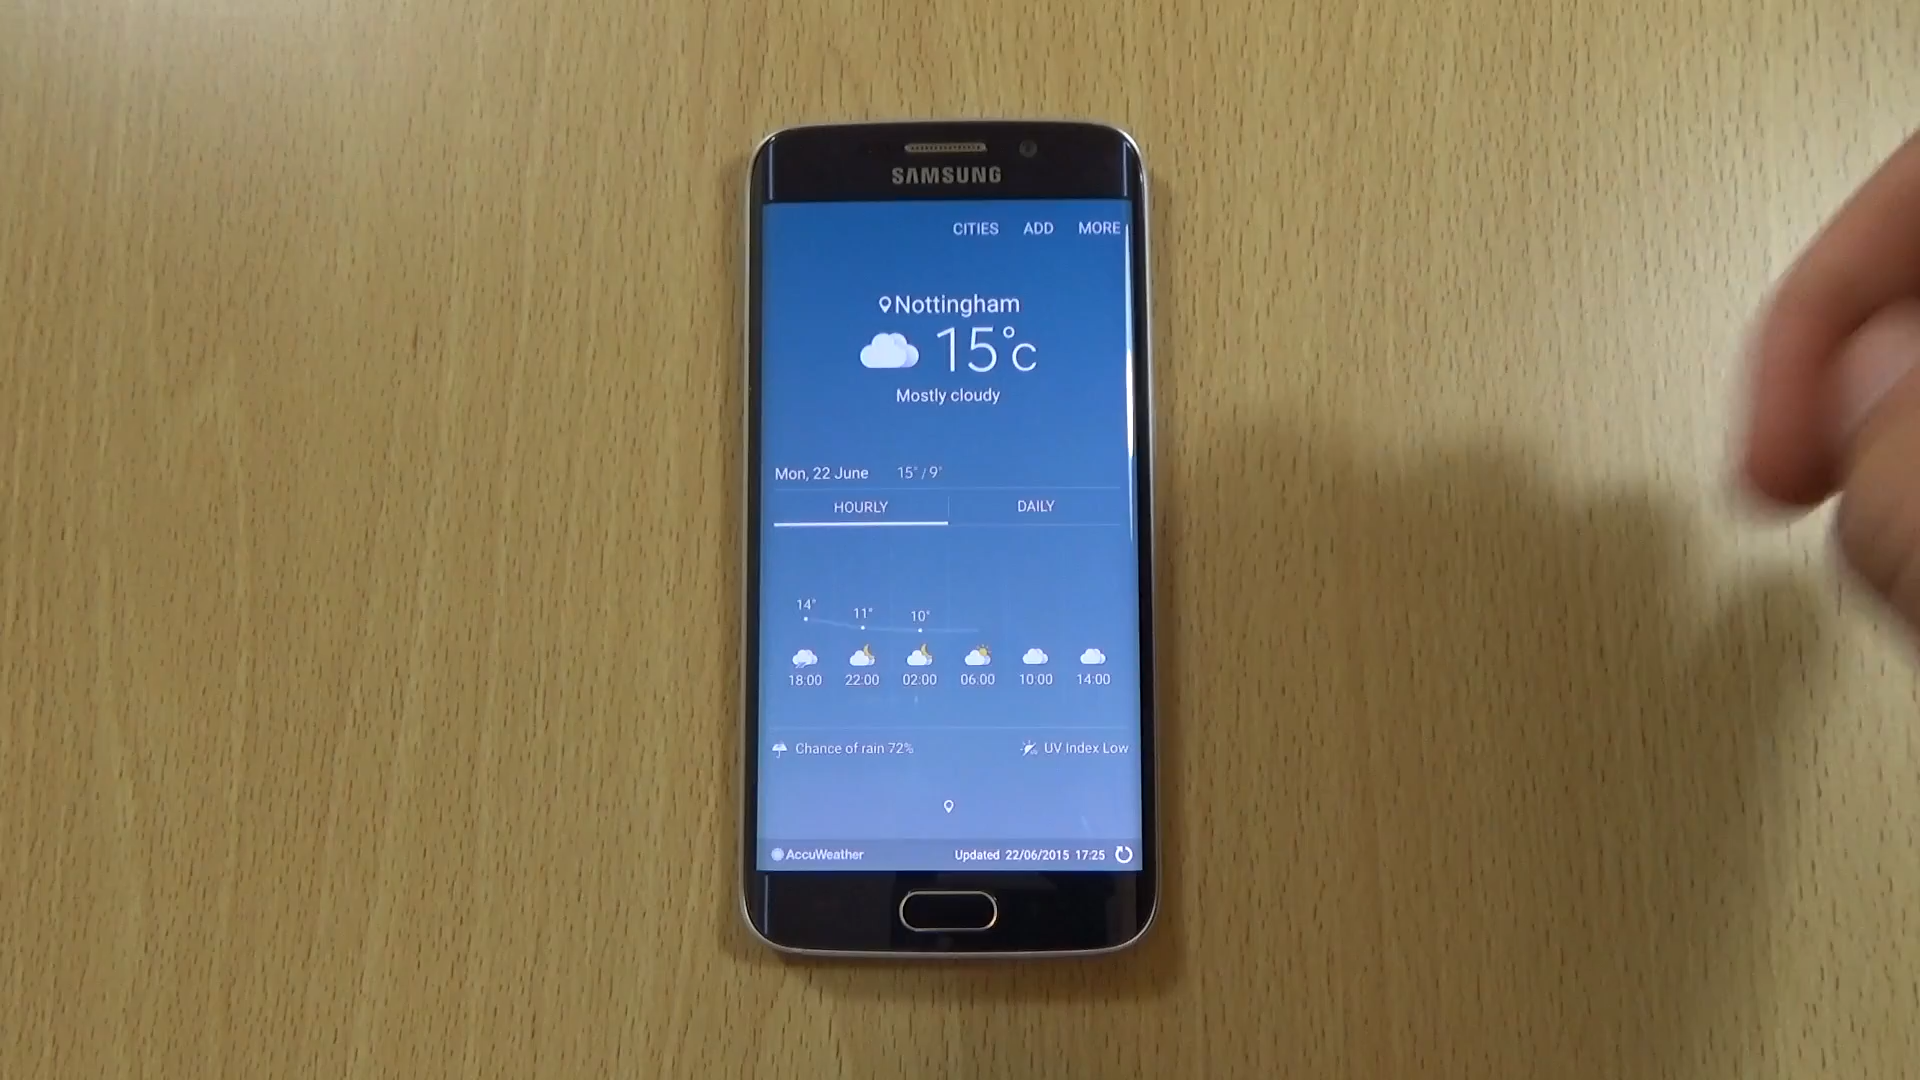 SAMSUNG
CITIES ADD MORE
Nottingham
15°C
Mostly cloudy
Mon, 22 June 15°/9°
HOURLY DAILY
14° 11° 10°
18:00 22:00 02:00 06:00 10:00 14:00
Chance of rain 72% UV Index Low
AccuWeather Updated 22/06/2015 17:25